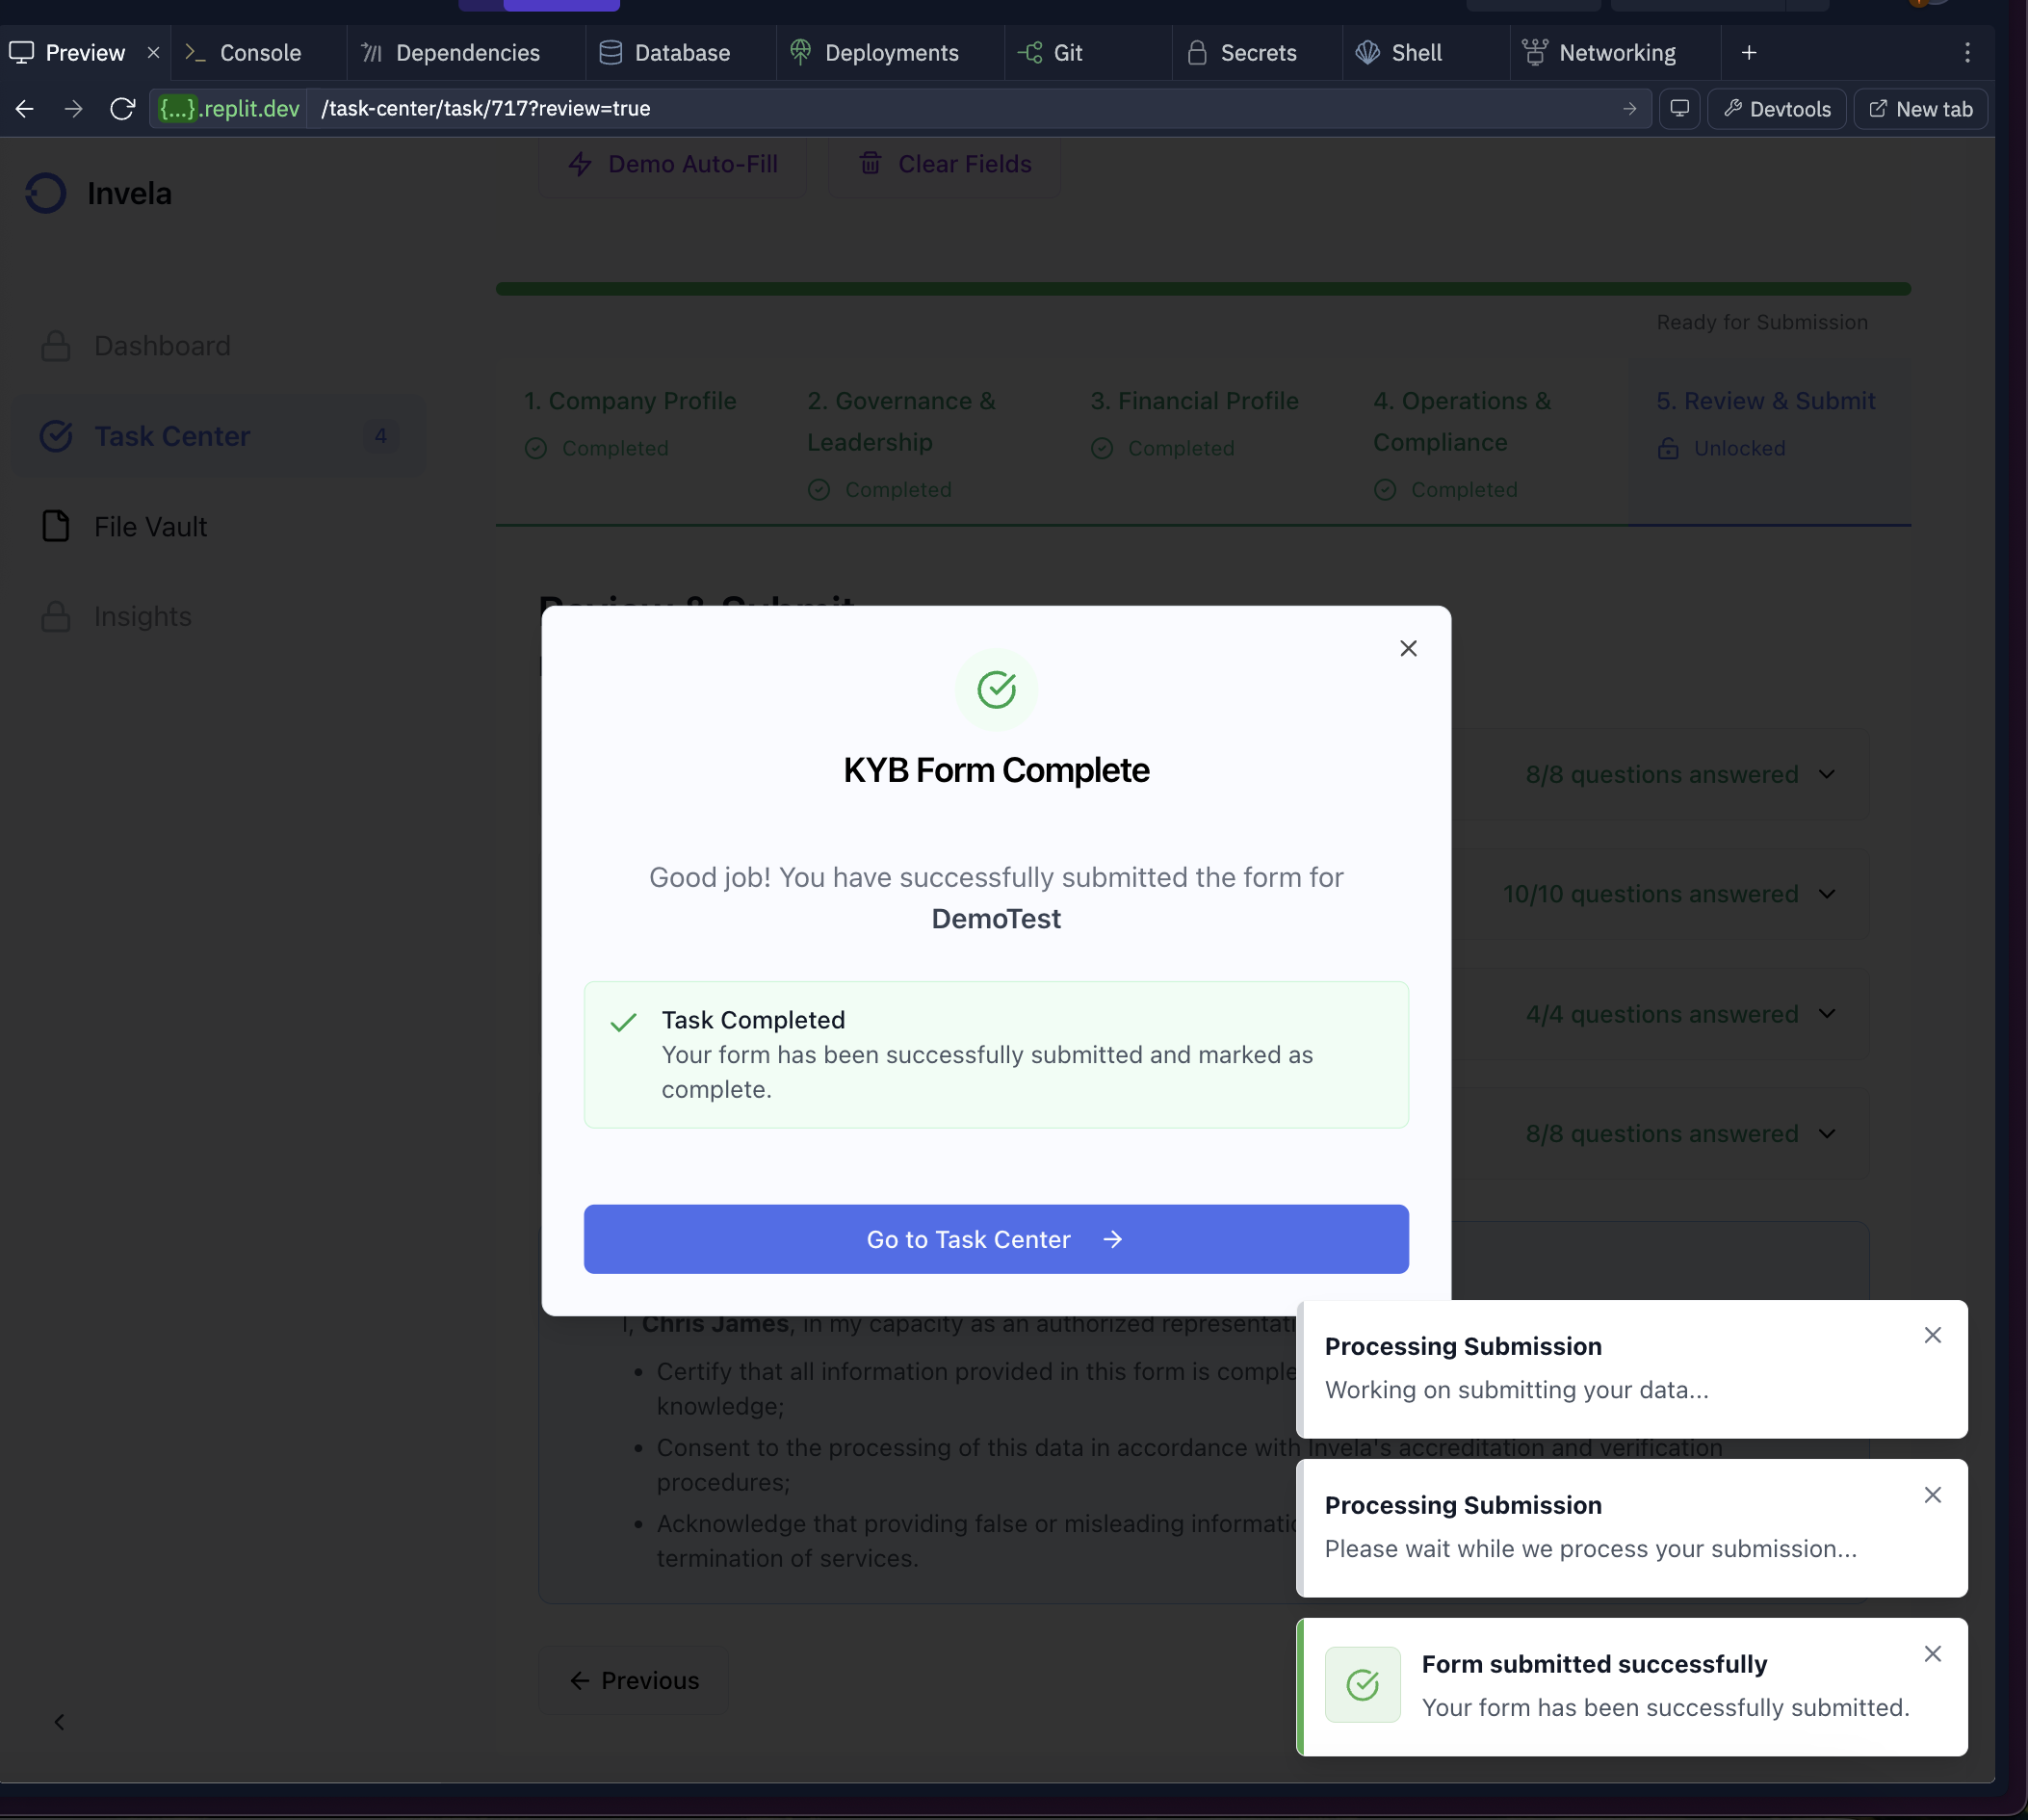 Preview
Console
Dependencies
Database
Deployments
Git
Secrets
Shell
Networking
{...}.replit.dev
/task-center/task/717?review=true
Devtools
New tab
Invela
Demo Auto-Fill
Clear Fields
Ready for Submission
Dashboard
Task Center
4
File Vault
Insights
1. Company Profile
Completed
2. Governance &
Leadership
Completed
3. Financial Profile
Completed
4. Operations &
Compliance
Completed
5. Review & Submit
Unlocked
Review & Submit
KYB Form Complete
Good job! You have successfully submitted the form for
DemoTest
Task Completed
Your form has been successfully submitted and marked as
complete.
Go to Task Center
8/8 questions answered
10/10 questions answered
4/4 questions answered
8/8 questions answered
I, Chris James, in my capacity as an authorized
Certify that all information provided in this form is
knowledge;
Consent to the processing of this data in accordance with Invela's accreditation and verification
procedures;
Acknowledge that providing false or misleading
termination of services.
Previous
Processing Submission
Working on submitting your data...
Processing Submission
Please wait while we process your submission...
Form submitted successfully
Your form has been successfully submitted.